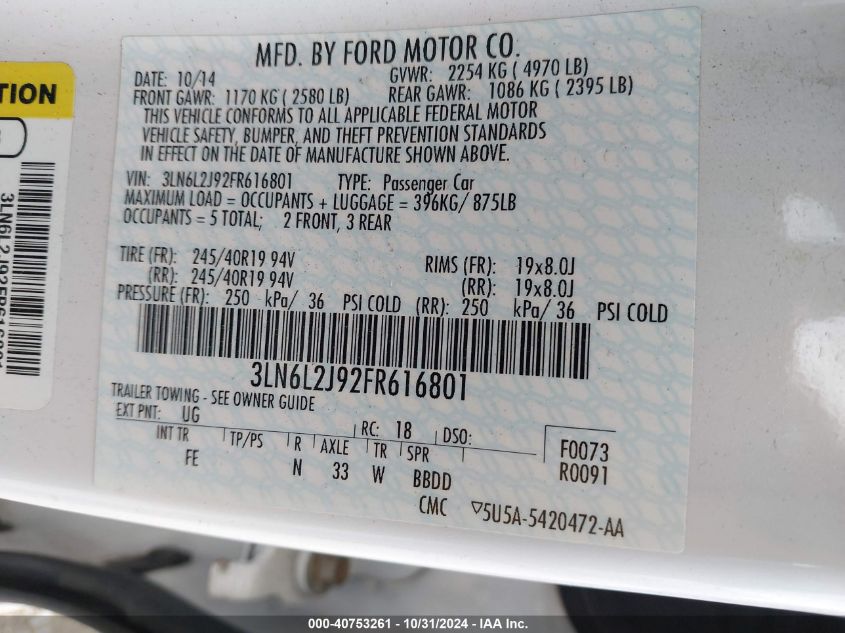 MFD. BY FORD MOTOR CO.
DATE: 10/14 GVWR: 2254 KG ( 4970 LB)
FRONT GAWR: 1170 KG ( 2580 LB) REAR GAWR: 1086 KG ( 2395 LB)
THIS VEHICLE CONFORMS TO ALL APPLICABLE FEDERAL MOTOR
VEHICLE SAFETY, BUMPER, AND THEFT PREVENTION STANDARDS
IN EFFECT ON THE DATE OF MANUFACTURE SHOWN ABOVE.
VIN: 3LN6L2J92FR616801 TYPE: Passenger Car
MAXIMUM LOAD = OCCUPANTS + LUGGAGE = 396KG/ 875LB
OCCUPANTS = 5 TOTAL; 2 FRONT, 3 REAR
TIRE (FR): 245/40R19 94V RIMS (FR): 19x8.0J
(RR): 245/40R19 94V (RR): 19x8.0J
PRESSURE (FR): 250 kPa/ 36 PSI COLD (RR): 250 kPa/ 36 PSI COLD
3LN6L2J92FR616801
TRAILER TOWING - SEE OWNER GUIDE
EXT PNT: UG RC: 18 DSO:
INT TR TP/PS R AXLE TR SPR F0073
FE N 33 W BBDD R0091
CMC ▽5U5A-5420472-AA
TION
3LN6L2J92FR616801
000-40753261 - 10/31/2024 - IAA Inc.